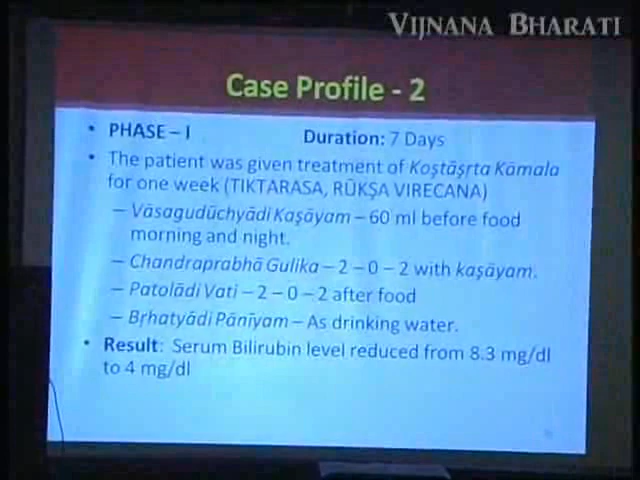 VIJNANA BHARATI
Case Profile - 2
• PHASE – I Duration: 7 Days
• The patient was given treatment of Koṣtāṣrta Kāmala
for one week (TIKTARASA, RŪKṢA VIRECANA)
– Vāsagudūchyādi Kaṣāyam – 60 ml before food
morning and night.
– Chandraprabhā Gulika – 2 – 0 – 2 with kaṣāyam.
– Patolādi Vati – 2 – 0 – 2 after food
– Bṛhatyādi Pānīyam – As drinking water.
• Result: Serum Bilirubin level reduced from 8.3 mg/dl
to 4 mg/dl